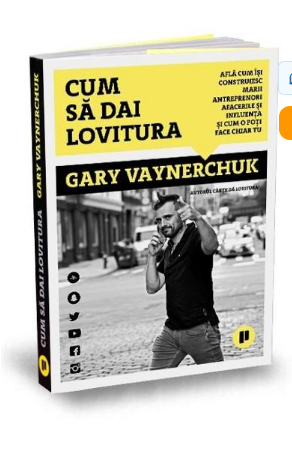 CUM
SĂ DAI
LOVITURA
AFLĂ CUM ÎȘI
CONSTRUIESC
MARII
ANTREPRENORI
AFACERILE ȘI
INFLUENȚA
ȘI CUM O POȚI
FACE CHIAR TU
GARY VAYNERCHUK
AUTORUL CĂRȚII DĂ LOVITURA
CUM SĂ DAI LOVITURA GARY VAYNERCHUK